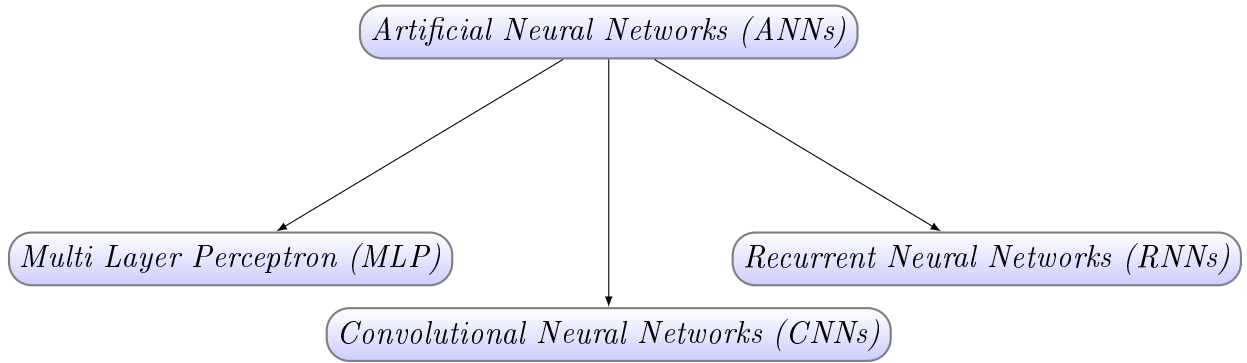 Artificial Neural Networks (ANNs)
Multi Layer Perceptron (MLP)
Recurrent Neural Networks (RNNs)
Convolutional Neural Networks (CNNs)